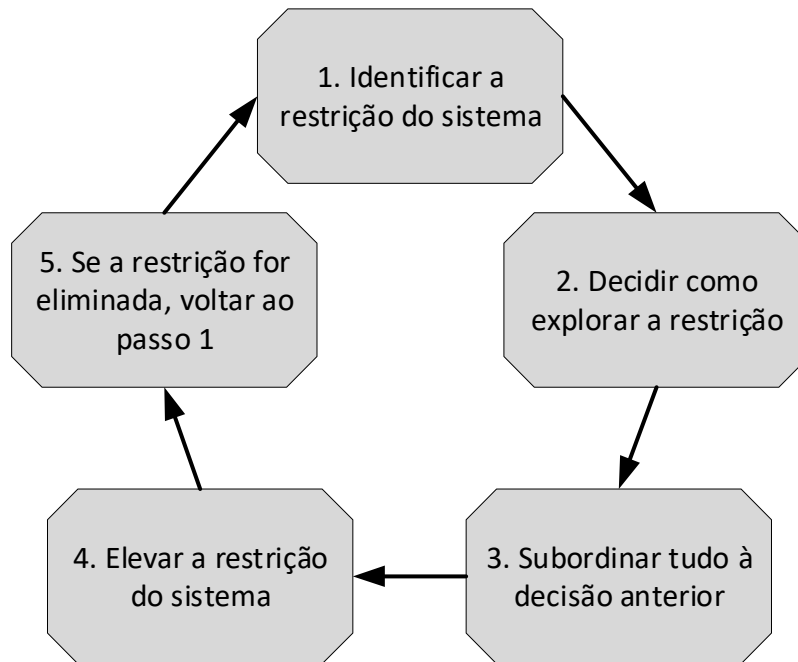 1. Identificar a
restrição do sistema
2. Decidir como
explorar a restrição
3. Subordinar tudo à
decisão anterior
4. Elevar a restrição
do sistema
5. Se a restrição for
eliminada, voltar ao
passo 1